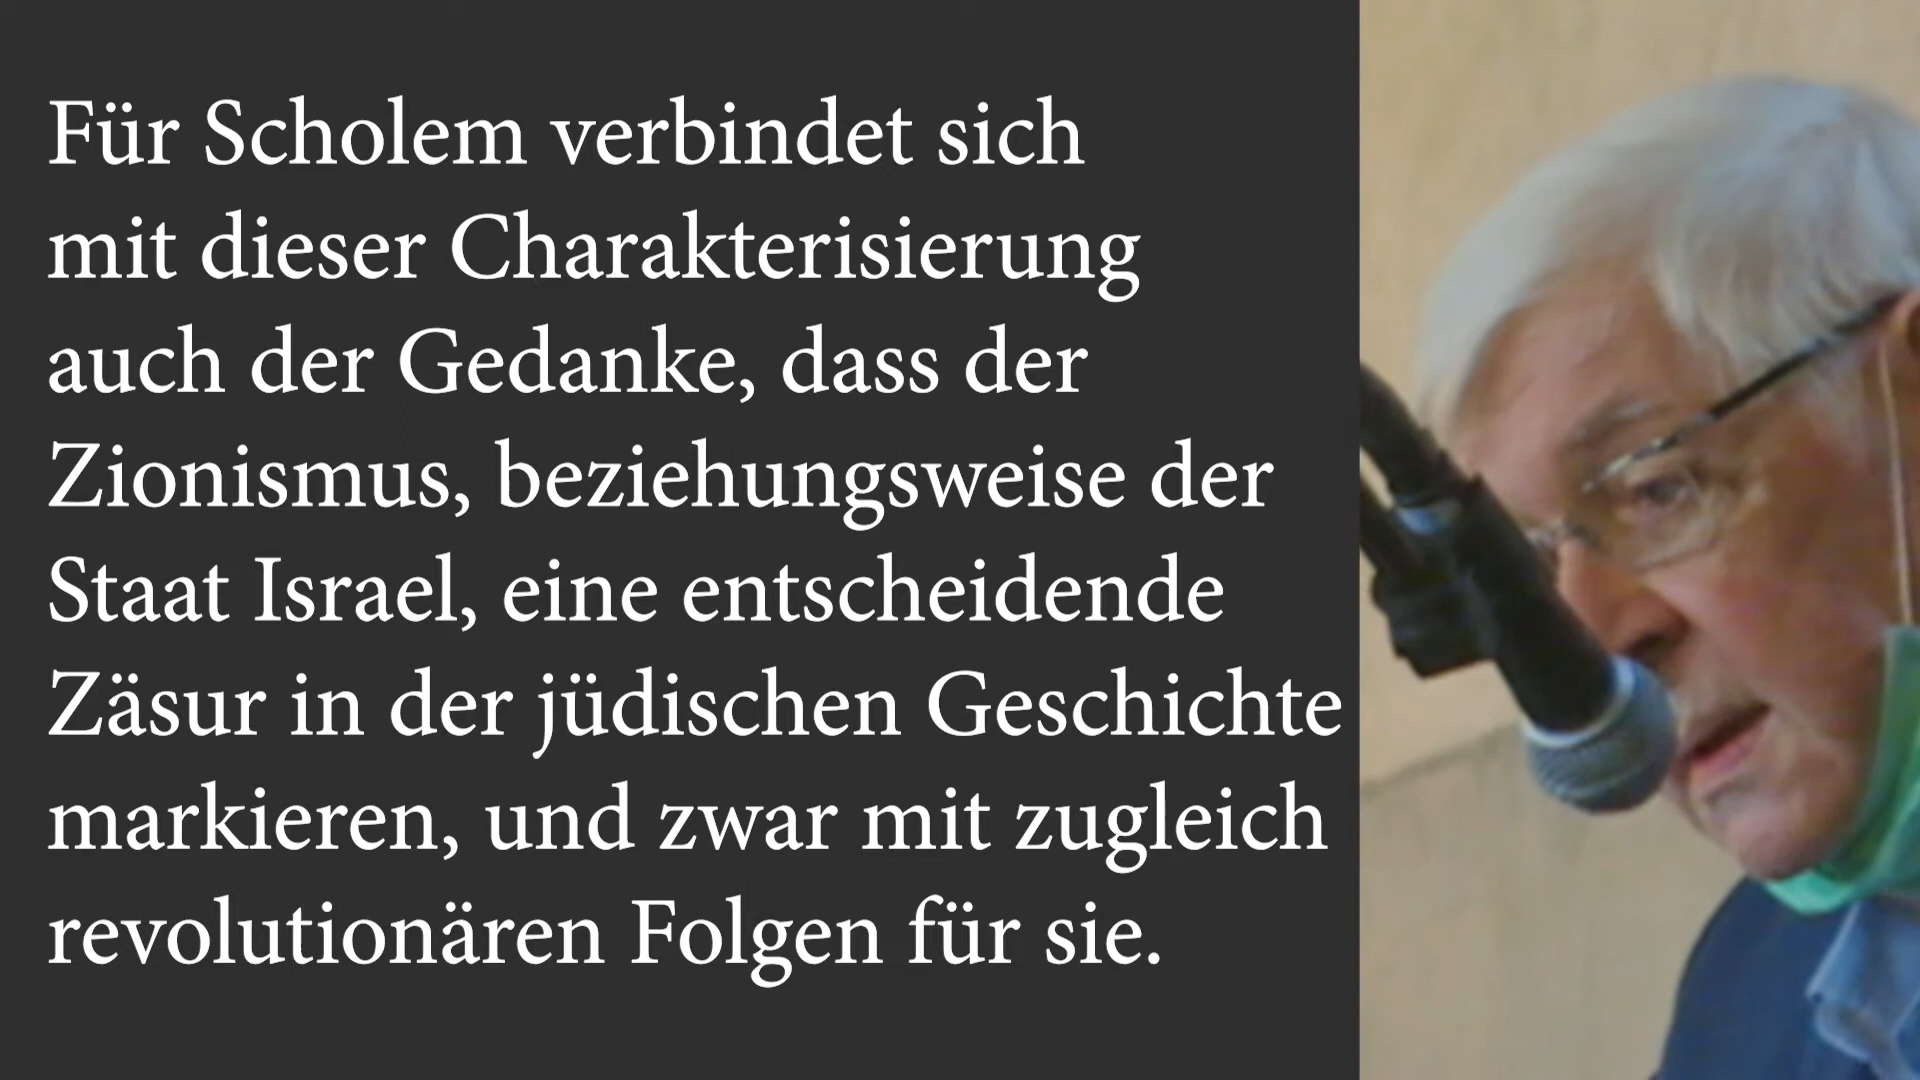 Für Scholem verbindet sich
mit dieser Charakterisierung
auch der Gedanke, dass der
Zionismus, beziehungsweise der
Staat Israel, eine entscheidende
Zäsur in der jüdischen Geschichte
markieren, und zwar mit zugleich
revolutionären Folgen für sie.